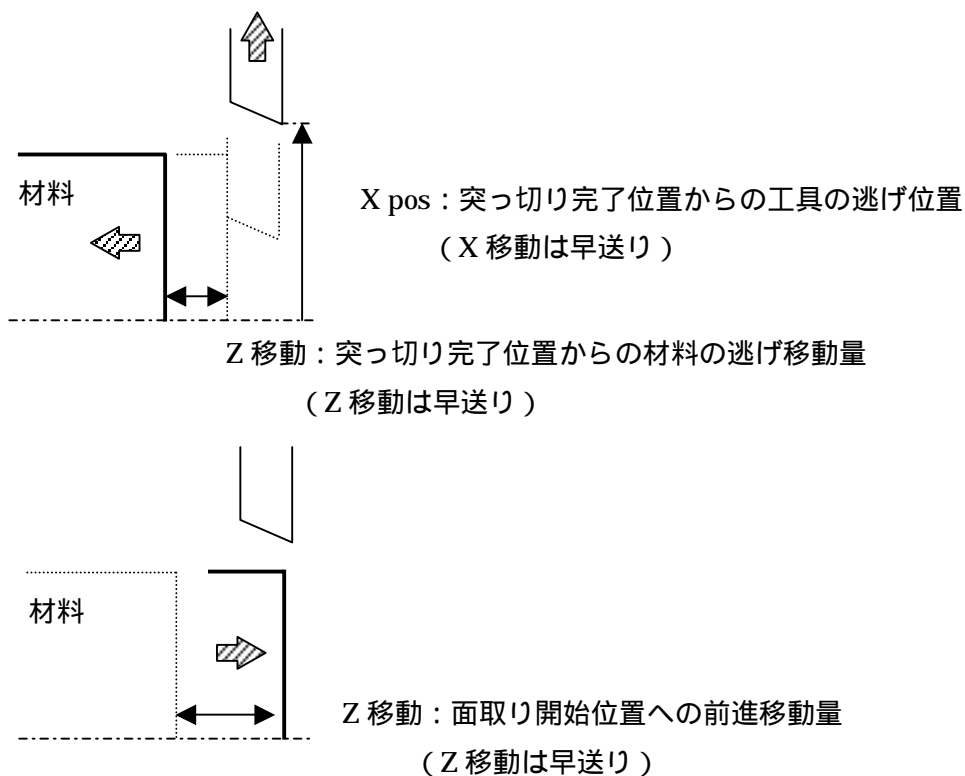 材料
X pos：突っ切り完了位置からの工具の逃げ位置
（X 移動は早送り）
Z 移動：突っ切り完了位置からの材料の逃げ移動量
（Z 移動は早送り）
材料
Z 移動：面取り開始位置への前進移動量
（Z 移動は早送り）